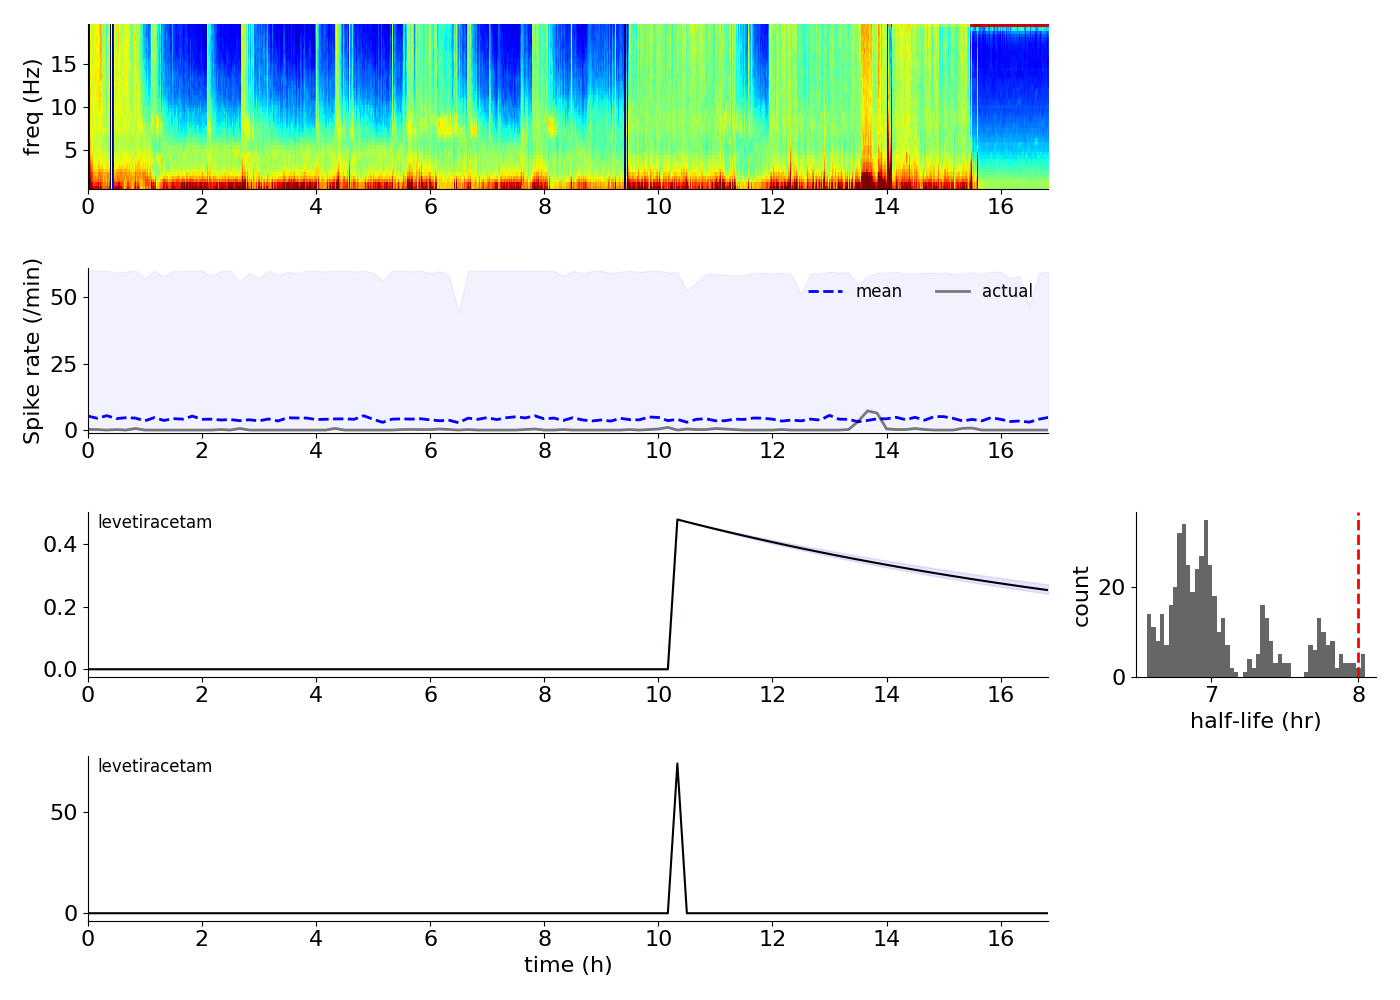 freq (Hz)
15
10
5
0 2 4 6 8 10 12 14 16
Spike rate (/min)
50
25
0
mean actual
0 2 4 6 8 10 12 14 16
levetiracetam
0.4
0.2
0.0
0 2 4 6 8 10 12 14 16
count
20
0
7 8
half-life (hr)
levetiracetam
50
0
0 2 4 6 8 10 12 14 16
time (h)